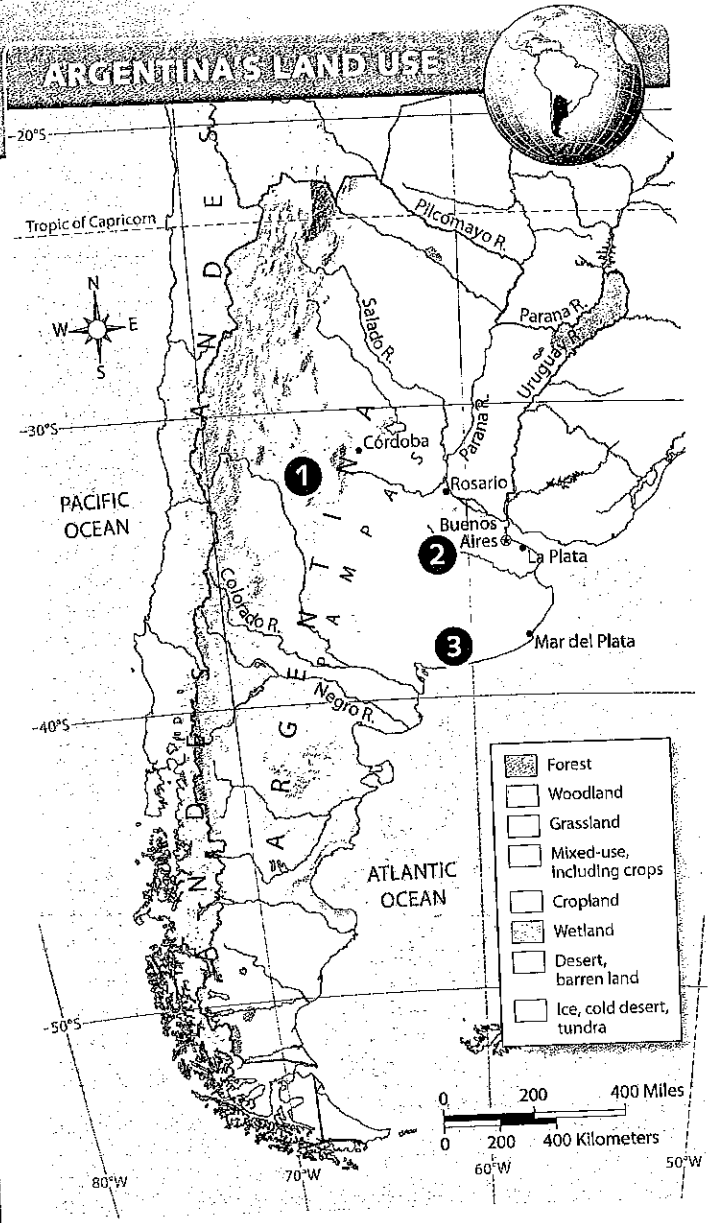 ARGENTINA'S LAND USE
20°S
Tropic of Capricorn
Pilcomayo R.
N
W
E
S
Salado R.
Parana R.
Uruguay R.
Parana R.
30°S
Córdoba
1
Rosario
PACIFIC
OCEAN
Buenos
Aires
2
La Plata
PAMPAS
Colorado R.
3
Mar del Plata
Negro R.
40°S
ANDES
ARGENTINA
ANDES
ATLANTIC
OCEAN
Forest
Woodland
Grassland
Mixed-use,
including crops
Cropland
Wetland
Desert,
barren land
Ice, cold desert,
tundra
50°S
0 200 400 Miles
0 200 400 Kilometers
80°W
70°W
60°W
50°W